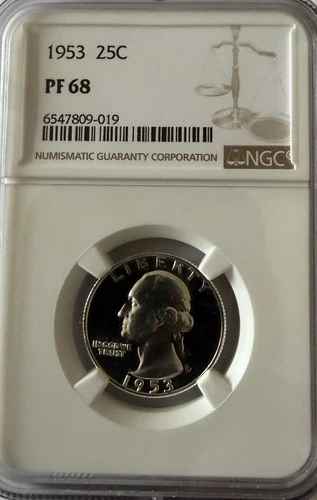 1953 25C
PF 68
6547809-019
NUMISMATIC GUARANTY CORPORATION NGC®
LIBERTY
IN GOD WE
TRUST
1953